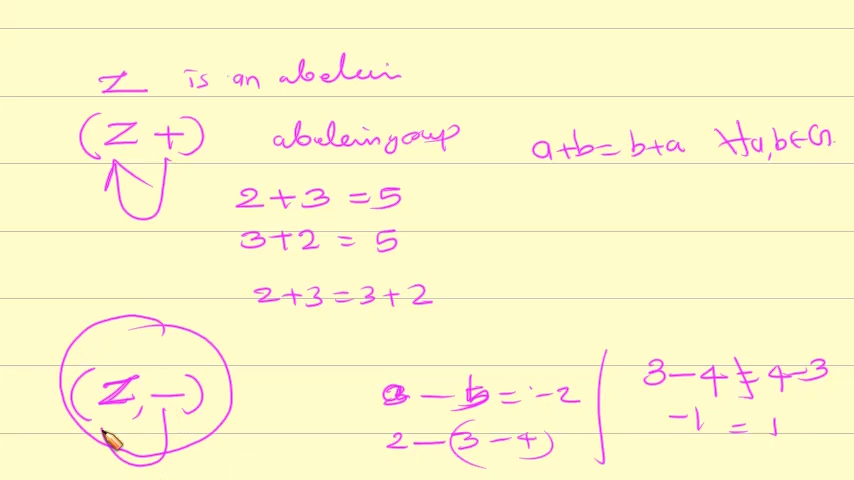 Z is an abelein
(Z +) abeleingoup a+b=b+a ∀a,b∈G
2+3=5
3+2=5
2+3=3+2
(Z, −)
− = -2
2−(3−4)
3−4≠4−3
-1 = 1